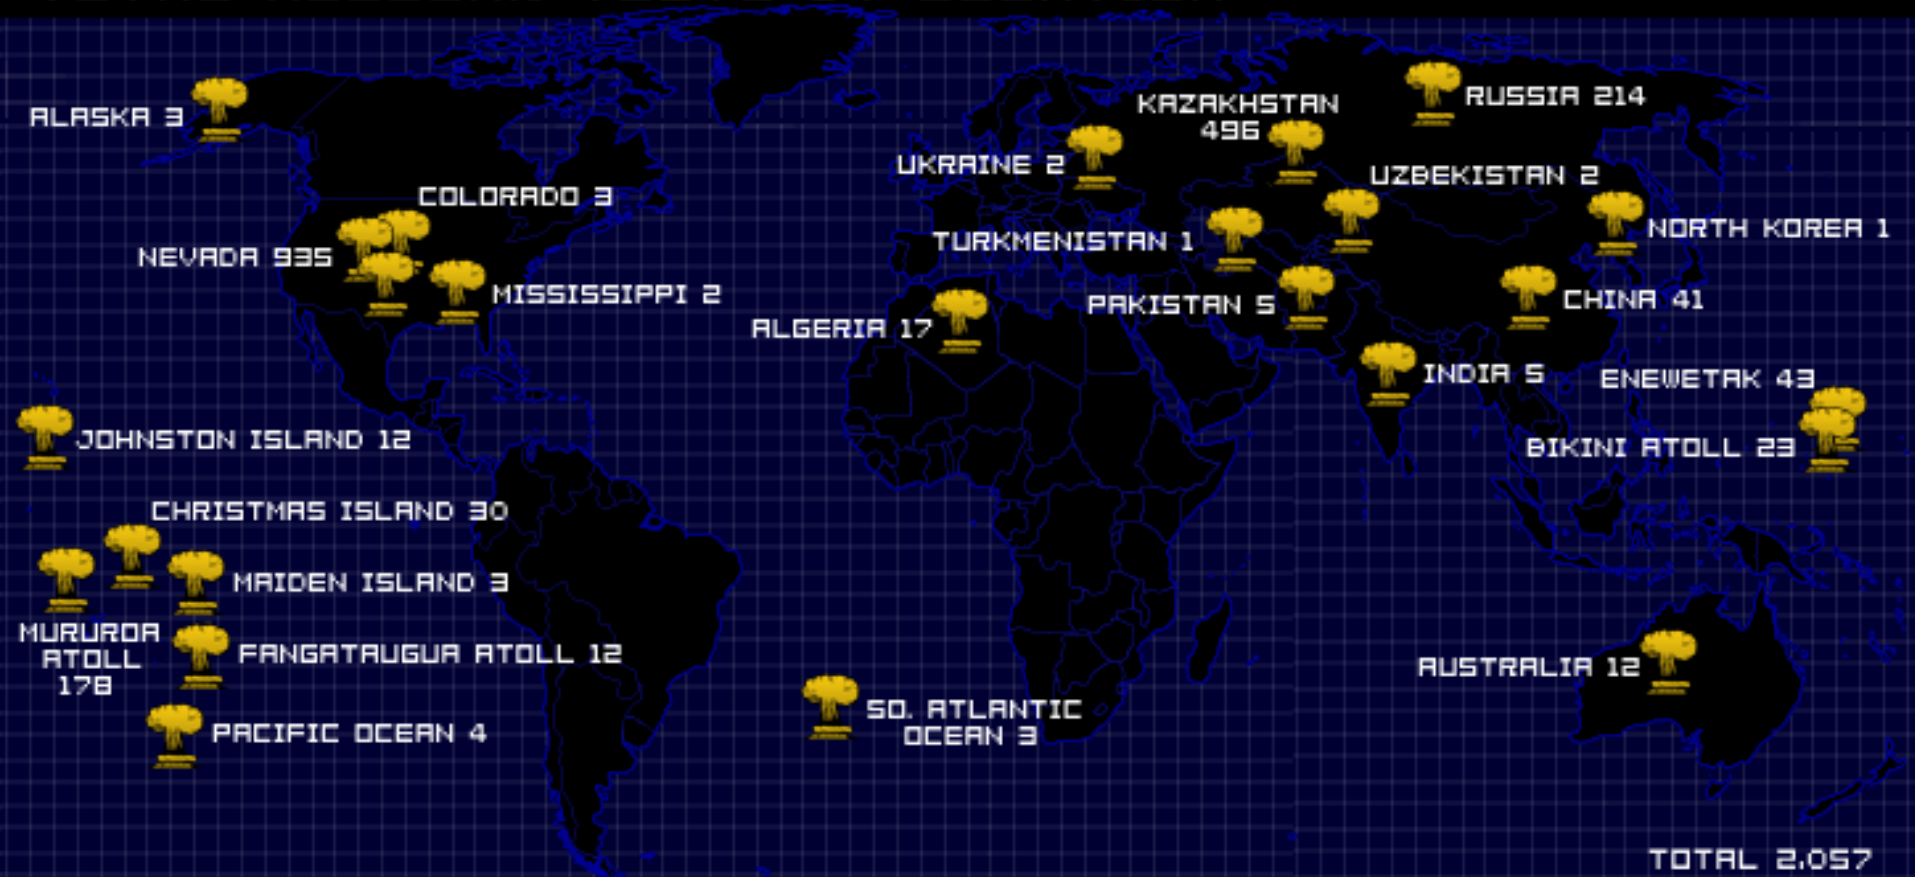 ALASKA 3
KAZAKHSTAN
496
RUSSIA 214
UKRAINE 2
UZBEKISTAN 2
COLORADO 3
NORTH KOREA 1
NEVADA 935
TURKMENISTAN 1
MISSISSIPPI 2
PAKISTAN 5
CHINA 41
ALGERIA 17
INDIA 5
ENEWETAK 43
JOHNSTON ISLAND 12
BIKINI ATOLL 23
CHRISTMAS ISLAND 30
MAIDEN ISLAND 3
MURUROA
ATOLL
178
FANGATAUGUA ATOLL 12
AUSTRALIA 12
SO. ATLANTIC
OCEAN 3
PACIFIC OCEAN 4
TOTAL 2,057